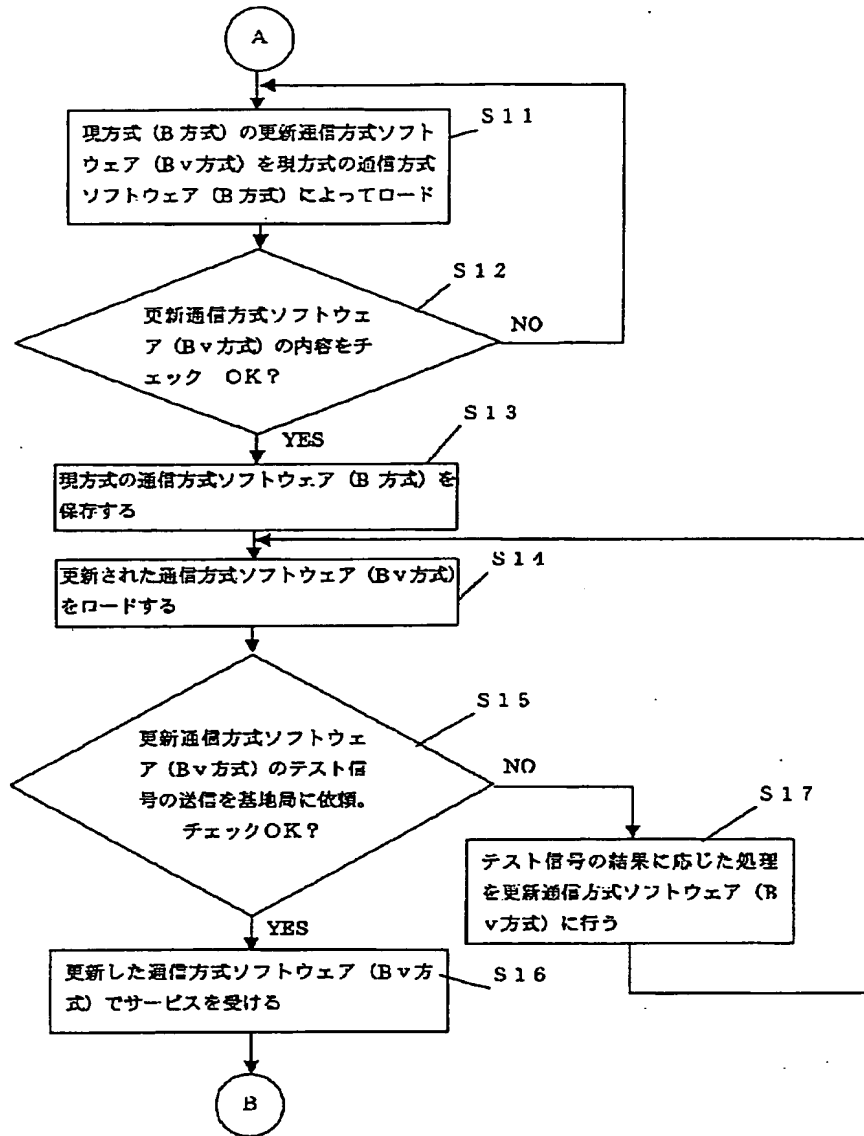 A
S11
現方式（B方式）の更新通信方式ソフト
ウェア（Bv方式）を現方式の通信方式
ソフトウェア（B方式）によってロード
S12
更新通信方式ソフトウェ
ア（Bv方式）の内容をチ
ェック　OK？
NO
YES
S13
現方式の通信方式ソフトウェア（B方式）を
保存する
S14
更新された通信方式ソフトウェア（Bv方式）
をロードする
S15
更新通信方式ソフトウェ
ア（Bv方式）のテスト信
号の送信を基地局に依頼。
チェックOK？
NO
YES
S17
テスト信号の結果に応じた処理
を更新通信方式ソフトウェア（B
v方式）に行う
S16
更新した通信方式ソフトウェア（Bv方
式）でサービスを受ける
B